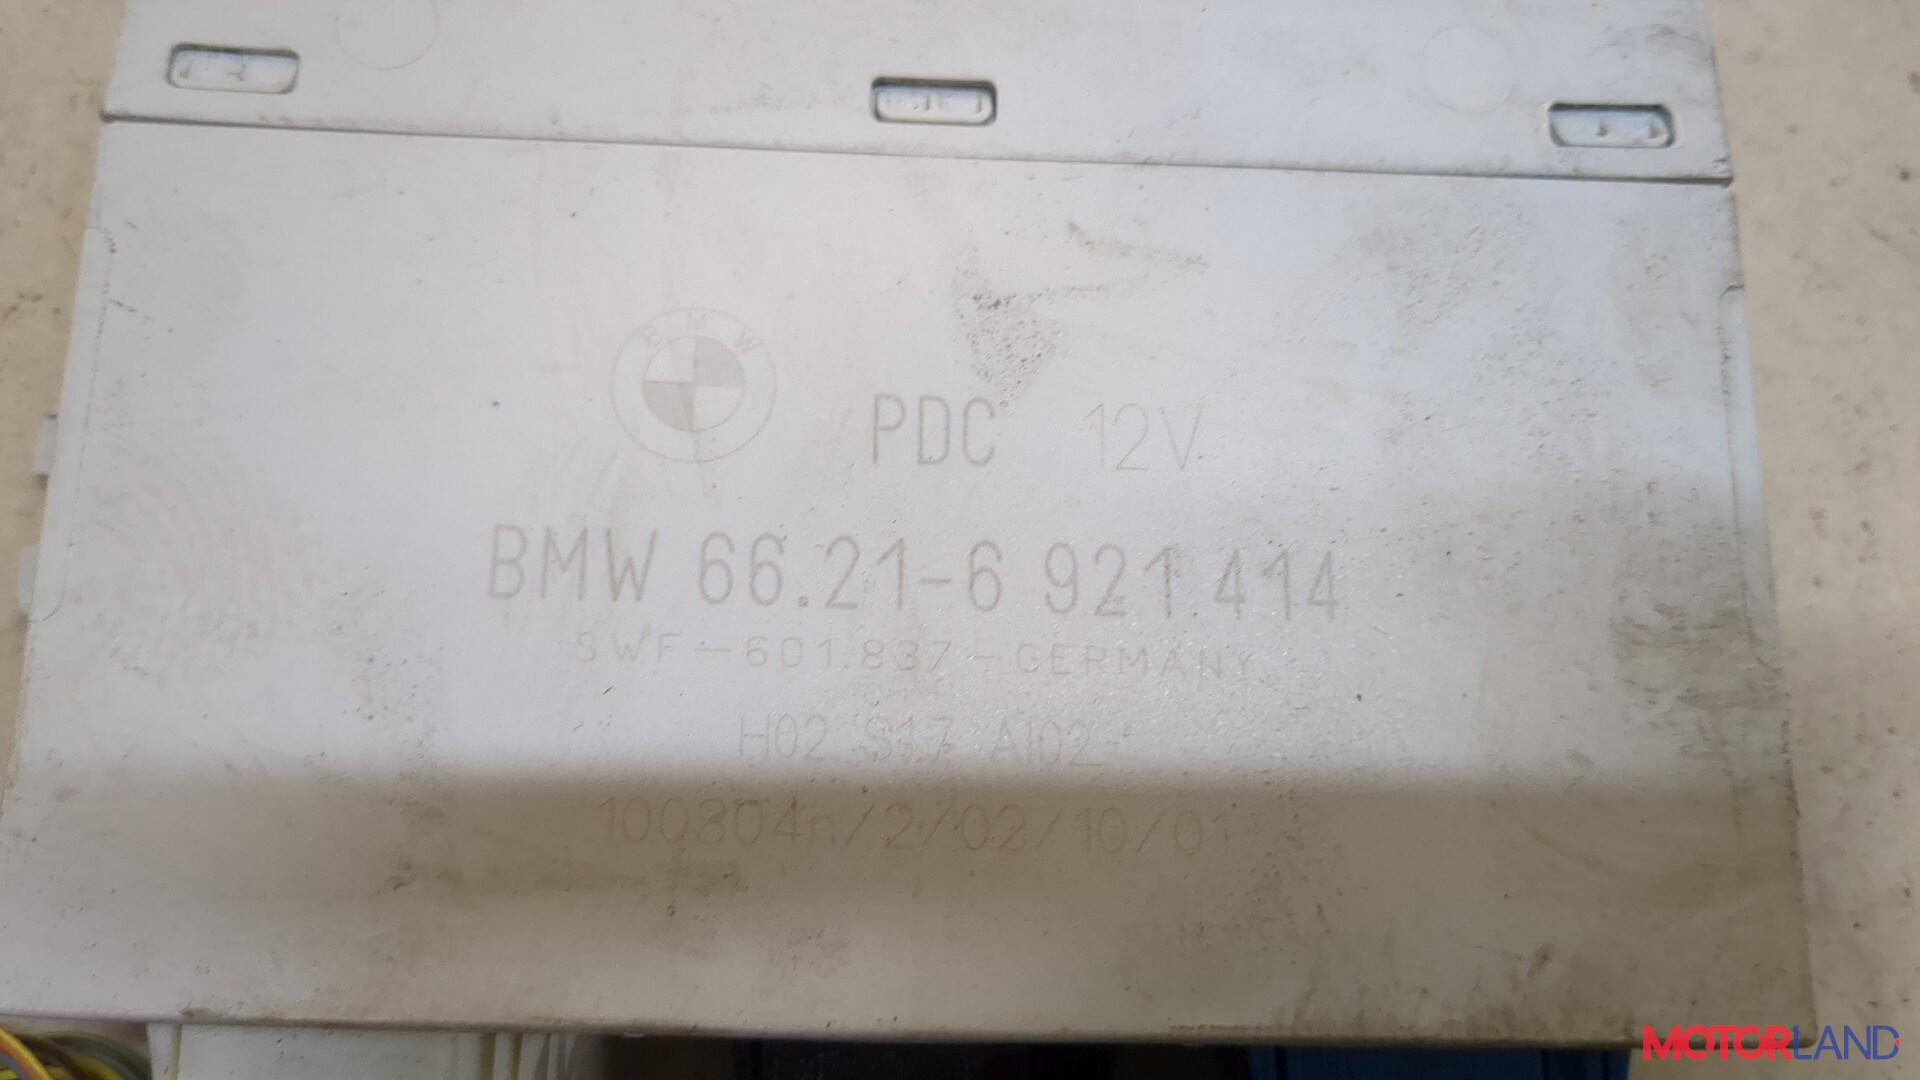 BMW
PDC 12V
BMW 66.21-6 921.414
SWF-601.837-GERMANY
H02 S17 AI02
100804n/2/02/10/01
MOTORLAND